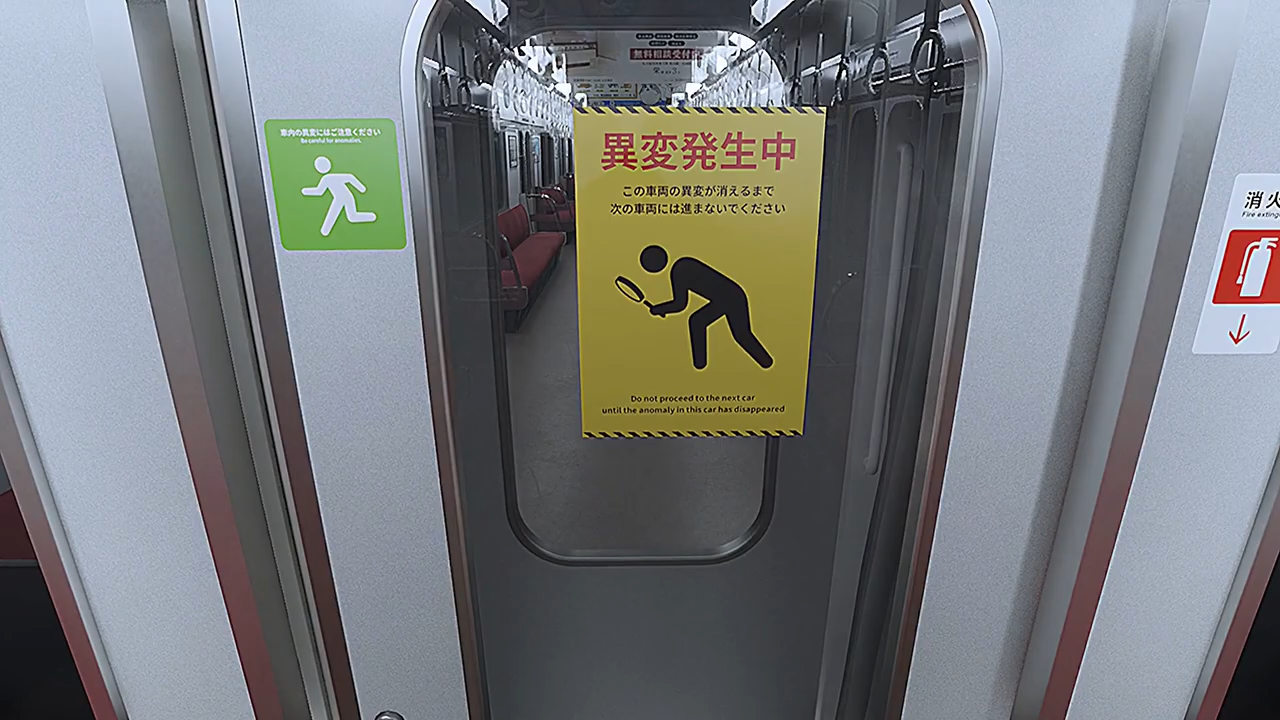 無料相談受付
車内の異変にはご注意ください
Be careful for anomalies.
異変発生中
この車両の異変が消えるまで
次の車両には進まないでください
Do not proceed to the next car
until the anomaly in this car has disappeared
消火
Fire exting